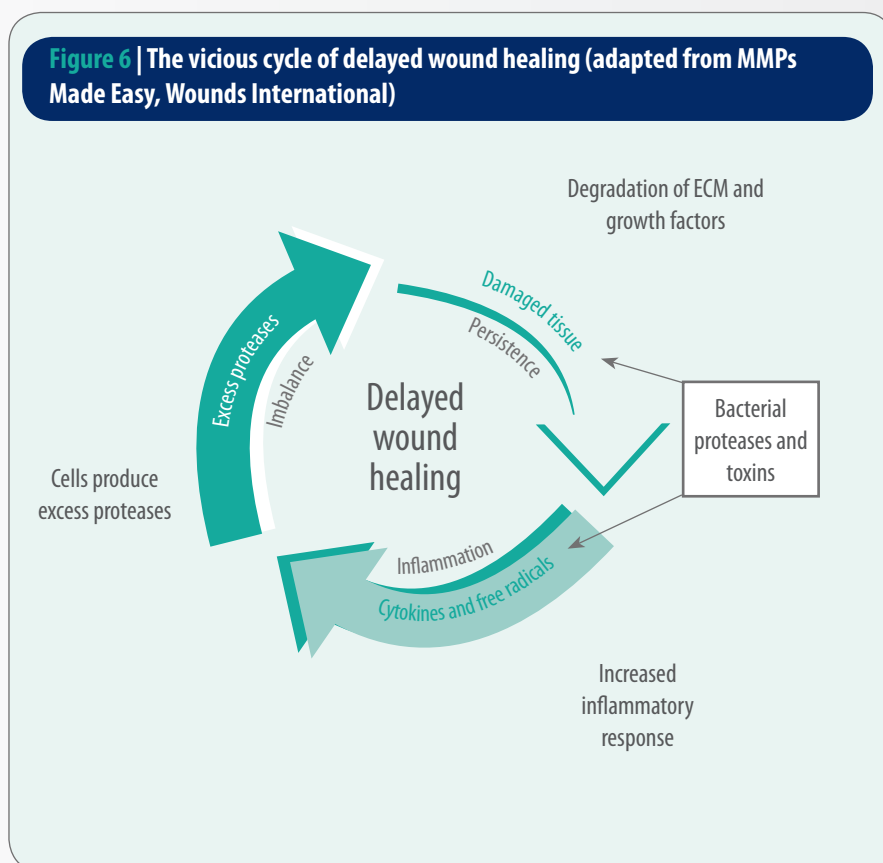 Figure 6 | The vicious cycle of delayed wound healing (adapted from MMPs
Made Easy, Wounds International)
Degradation of ECM and
growth factors
Damaged tissue
Persistence
Excess proteases
Imbalance
Delayed
wound
healing
Bacterial
proteases and
toxins
Cells produce
excess proteases
Inflammation
Cytokines and free radicals
Increased
inflammatory
response